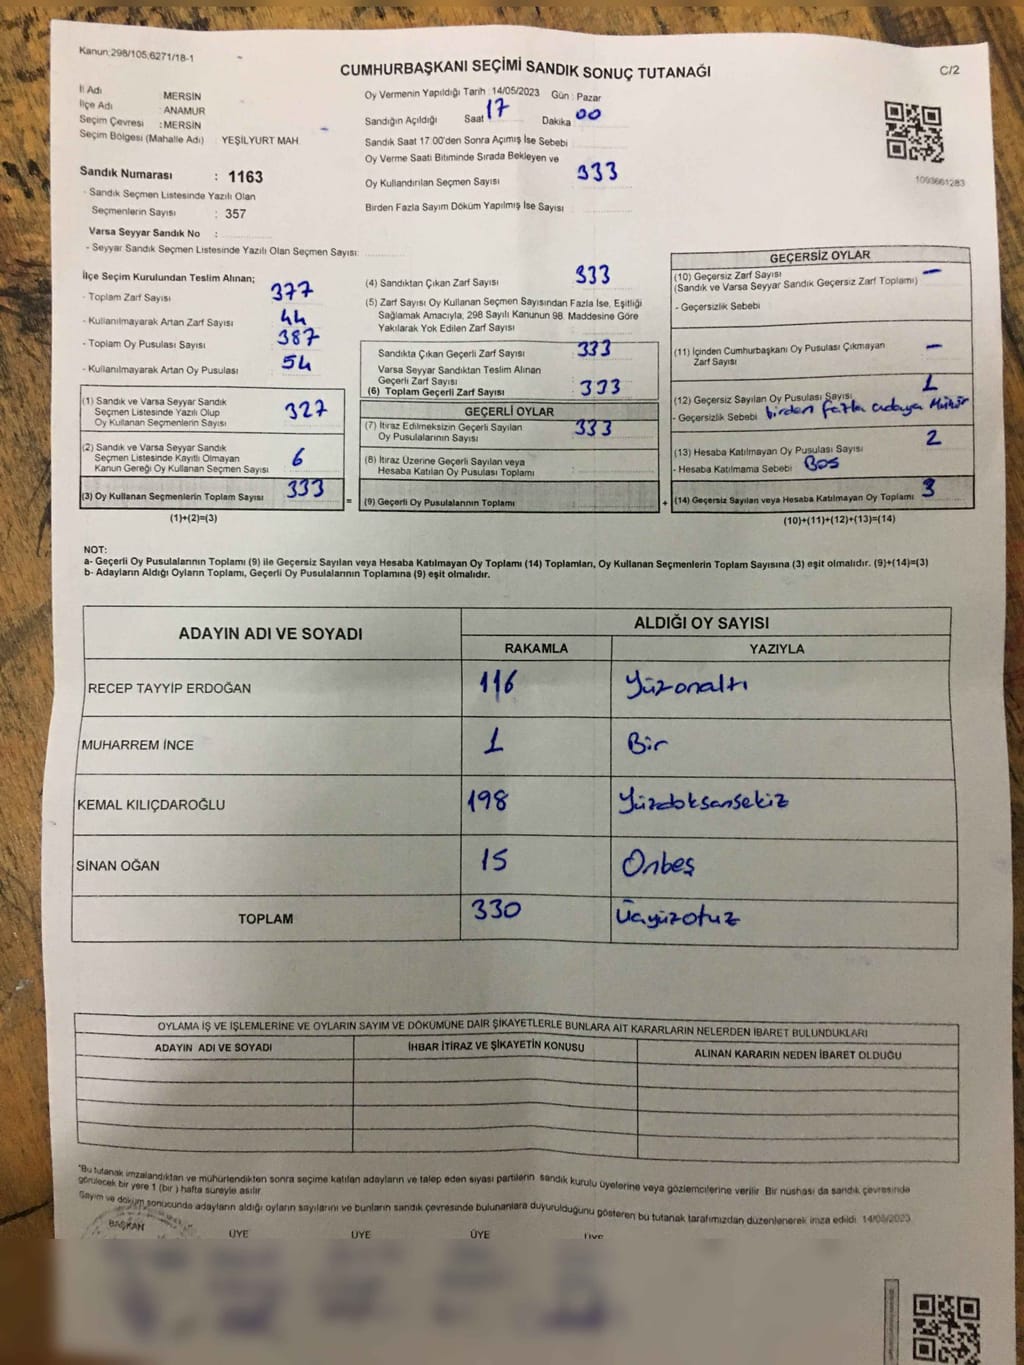 Kanun:298/105;6271/18-1
CUMHURBAŞKANI SEÇİMİ SANDIK SONUÇ TUTANAĞI
C/2
İl Adı : MERSİN
İlçe Adı : ANAMUR
Seçim Çevresi : MERSİN
Seçim Bölgesi (Mahalle Adı) : YEŞİLYURT MAH.
Sandık Numarası : 1163
- Sandık Seçmen Listesinde Yazılı Olan
Seçmenlerin Sayısı : 357
Varsa Seyyar Sandık No :
- Seyyar Sandık Seçmen Listesinde Yazılı Olan Seçmen Sayısı:
Oy Vermenin Yapıldığı Tarih : 14/05/2023 Gün : Pazar
Sandığın Açıldığı Saat 17 Dakika 00
Sandık Saat 17:00'den Sonra Açımış İse Sebebi
Oy Verme Saati Bitiminde Sırada Bekleyen ve
Oy Kullandırılan Seçmen Sayısı 333
Birden Fazla Sayım Döküm Yapılmış İse Sayısı
1093661283
İlçe Seçim Kurulundan Teslim Alınan;
- Toplam Zarf Sayısı 377
- Kullanılmayarak Artan Zarf Sayısı 44
- Toplam Oy Pusulası Sayısı 387
- Kullanılmayarak Artan Oy Pusulası 54
(1) Sandık ve Varsa Seyyar Sandık
Seçmen Listesinde Yazılı Olup
Oy Kullanan Seçmenlerin Sayısı 327
(2) Sandık ve Varsa Seyyar Sandık
Seçmen Listesinde Kayıtlı Olmayan
Kanun Gereği Oy Kullanan Seçmen Sayısı 6
(3) Oy Kullanan Seçmenlerin Toplam Sayısı 333
(1)+(2)=(3)
=
(4) Sandıktan Çıkan Zarf Sayısı 333
(5) Zarf Sayısı Oy Kullanan Seçmen Sayısından Fazla İse, Eşitliği
Sağlamak Amacıyla, 298 Sayılı Kanunun 98. Maddesine Göre
Yakılarak Yok Edilen Zarf Sayısı
Sandıkta Çıkan Geçerli Zarf Sayısı 333
Varsa Seyyar Sandıktan Teslim Alınan
Geçerli Zarf Sayısı
(6) Toplam Geçerli Zarf Sayısı 333
GEÇERLİ OYLAR
(7) İtiraz Edilmeksizin Geçerli Sayılan
Oy Pusulalarının Sayısı 333
(8) İtiraz Üzerine Geçerli Sayılan veya
Hesaba Katılan Oy Pusulası Toplamı
(9) Geçerli Oy Pusulalarının Toplamı
+
GEÇERSİZ OYLAR
(10) Geçersiz Zarf Sayısı –
(Sandık ve Varsa Seyyar Sandık Geçersiz Zarf Toplamı)
- Geçersizlik Sebebi
(11) İçinden Cumhurbaşkanı Oy Pusulası Çıkmayan –
Zarf Sayısı
(12) Geçersiz Sayılan Oy Pusulası Sayısı 1
- Geçersizlik Sebebi birden fazla adaya Mühür
(13) Hesaba Katılmayan Oy Pusulası Sayısı 2
- Hesaba Katılmama Sebebi Boş
(14) Geçersiz Sayılan veya Hesaba Katılmayan Oy Toplamı 3
(10)+(11)+(12)+(13)=(14)
NOT:
a- Geçerli Oy Pusulalarının Toplamı (9) ile Geçersiz Sayılan veya Hesaba Katılmayan Oy Toplamı (14) Toplamları, Oy Kullanan Seçmenlerin Toplam Sayısına (3) eşit olmalıdır. (9)+(14)=(3)
b- Adayların Aldığı Oyların Toplamı, Geçerli Oy Pusulalarının Toplamına (9) eşit olmalıdır.
ADAYIN ADI VE SOYADI ALDIĞI OY SAYISI
RAKAMLA YAZIYLA
RECEP TAYYİP ERDOĞAN 116 Yüzonaltı
MUHARREM İNCE 1 Bir
KEMAL KILIÇDAROĞLU 198 Yüzdoksansekiz
SİNAN OĞAN 15 Onbeş
TOPLAM 330 Üçyüzotuz
OYLAMA İŞ VE İŞLEMLERİNE VE OYLARIN SAYIM VE DÖKÜMÜNE DAİR ŞİKAYETLERLE BUNLARA AİT KARARLARIN NELERDEN İBARET BULUNDUKLARI
ADAYIN ADI VE SOYADI İHBAR İTİRAZ VE ŞİKAYETİN KONUSU ALINAN KARARIN NEDEN İBARET OLDUĞU
*Bu tutanak imzalandıktan ve mühürlendikten sonra seçime katılan adayların ve talep eden siyasi partilerin sandık kurulu üyelerine veya gözlemcilerine verilir. Bir nüshası da sandık çevresinde
görülecek bir yere 1 (bir ) hafta süreyle asılır.
Sayım ve döküm sonucunda adayların aldığı oyların sayılarını ve bunların sandık çevresinde bulunanlara duyurulduğunu gösteren bu tutanak tarafımızdan düzenlenerek imza edildi. 14/05/2023
BAŞKAN ÜYE ÜYE ÜYE ÜYE